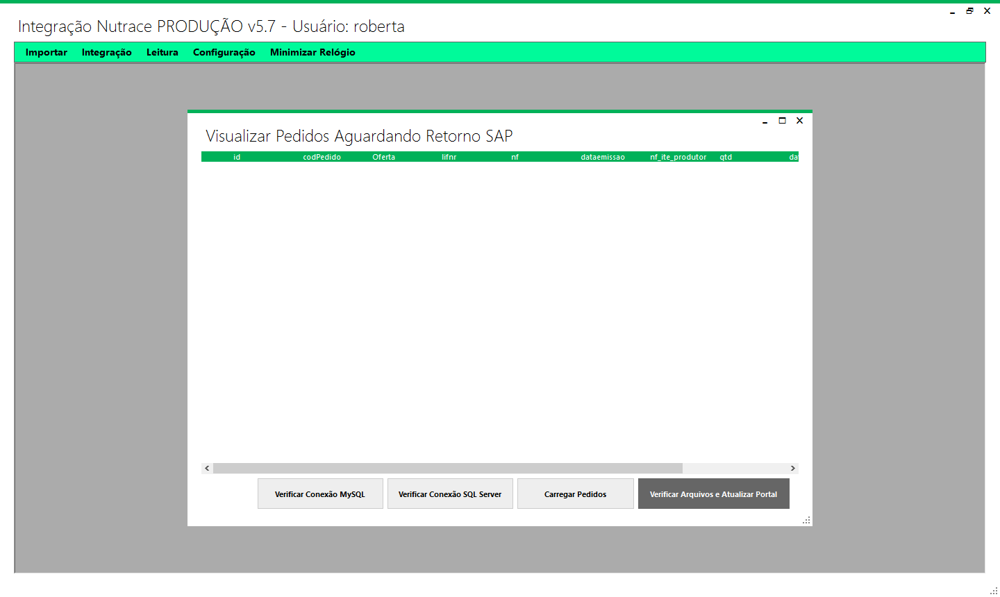 Integração Nutrace PRODUÇÃO v5.7 - Usuário: roberta
Importar Integração Leitura Configuração Minimizar Relógio
Visualizar Pedidos Aguardando Retorno SAP
id codPedido Oferta lifnr nf dataemissao nf_ite_produtor qtd da
Verificar Conexão MySQL Verificar Conexão SQL Server Carregar Pedidos Verificar Arquivos e Atualizar Portal